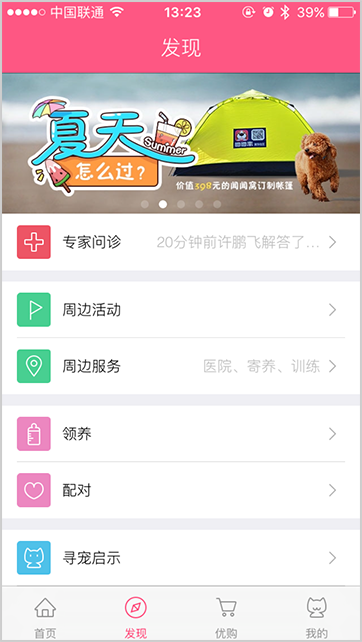 中国联通
13:23
39%
发现
夏天
Summer
怎么过?
价值398元的闻闻窝订制帐篷
专家问诊
20分钟前许鹏飞解答了...
周边活动
周边服务
医院、寄养、训练
领养
配对
寻宠启示
首页
发现
优购
我的